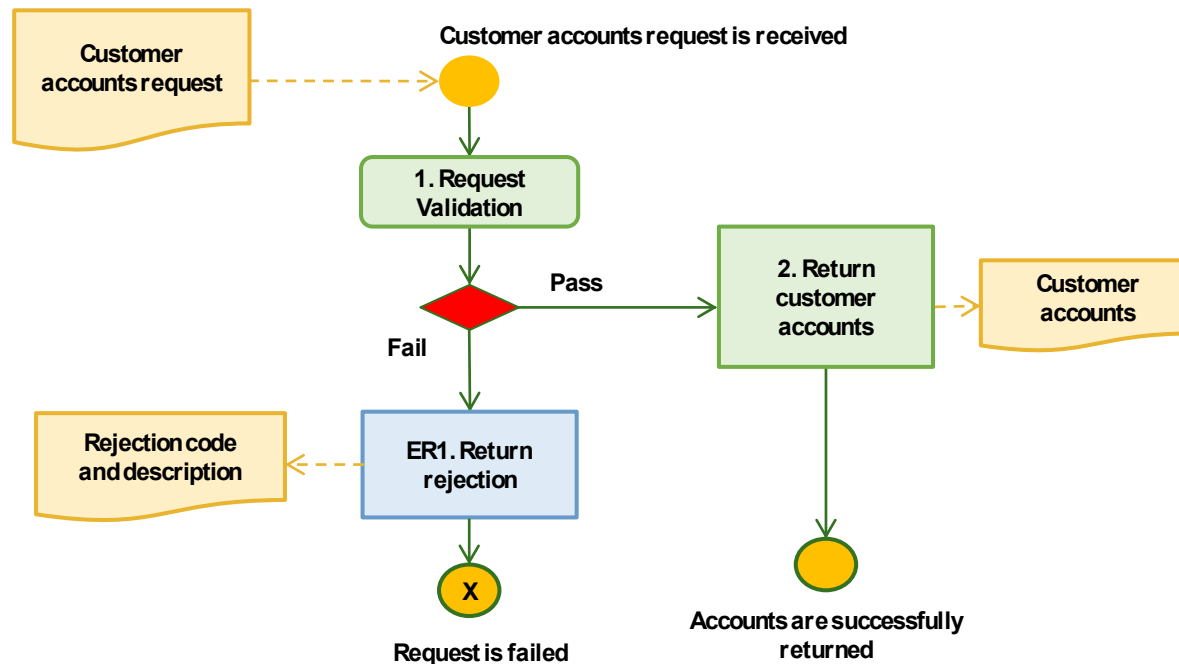 Customer
accounts request
Customer accounts request is received
1. Request
Validation
Pass
Fail
2. Return
customer
accounts
Customer
accounts
Rejection code
and description
ER1. Return
rejection
X
Request is failed
Accounts are successfully
returned